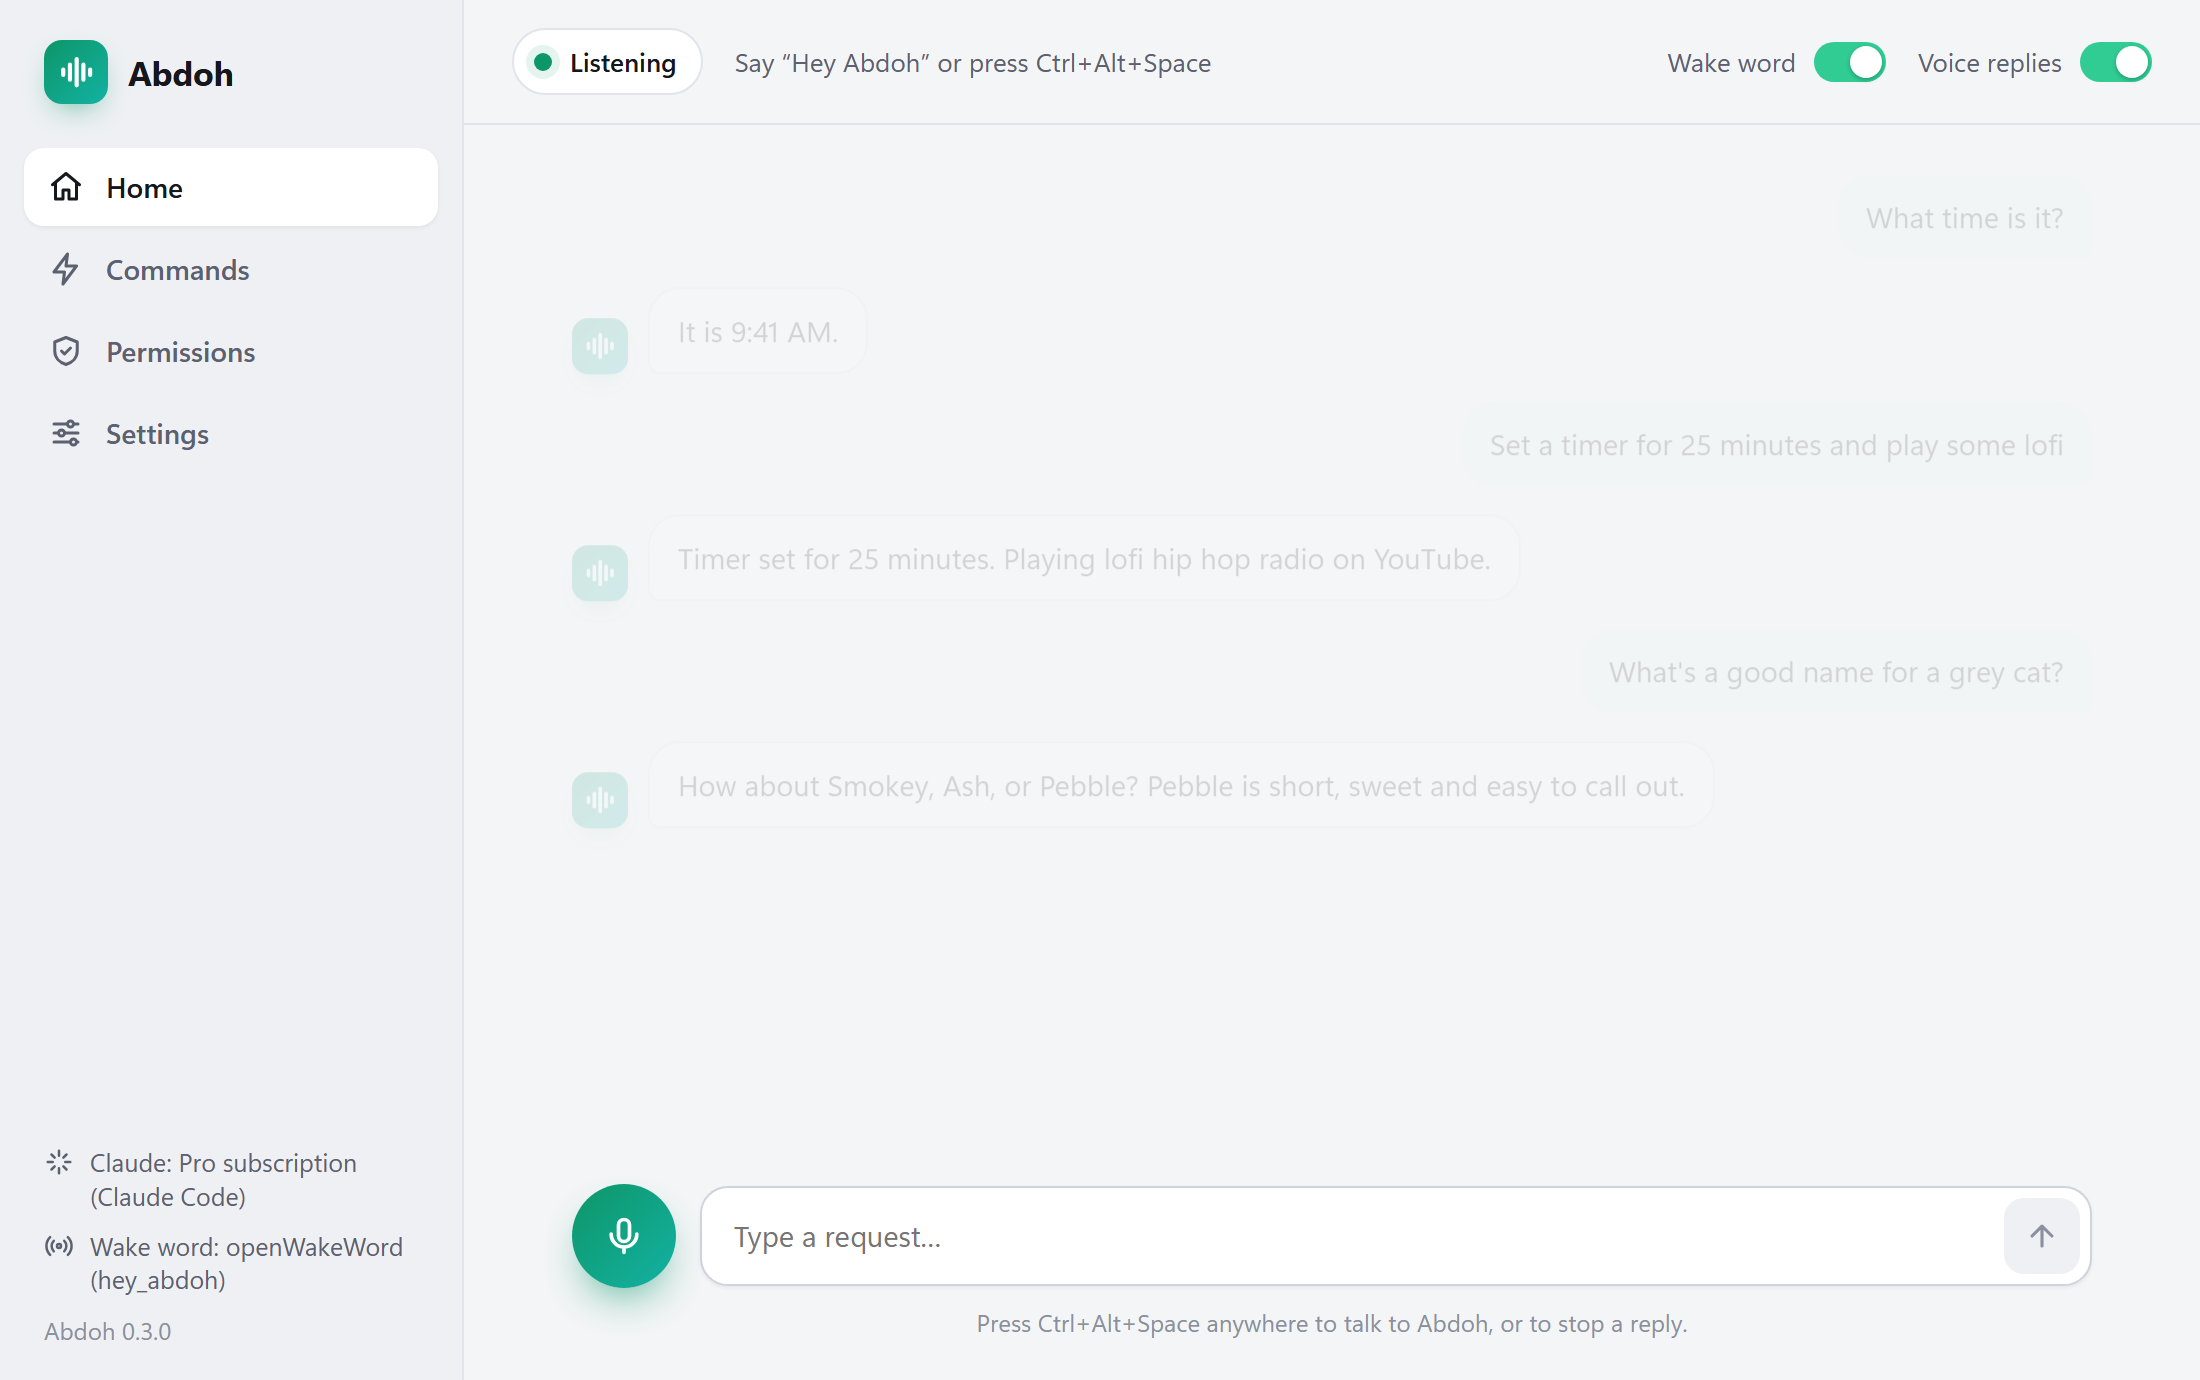 Abdoh
Home
Commands
Permissions
Settings
Claude: Pro subscription
(Claude Code)
Wake word: openWakeWord
(hey_abdoh)
Abdoh 0.3.0
Listening
Say “Hey Abdoh” or press Ctrl+Alt+Space
Wake word
Voice replies
What time is it?
It is 9:41 AM.
Set a timer for 25 minutes and play some lofi
Timer set for 25 minutes. Playing lofi hip hop radio on YouTube.
What's a good name for a grey cat?
How about Smokey, Ash, or Pebble? Pebble is short, sweet and easy to call out.
Type a request...
Press Ctrl+Alt+Space anywhere to talk to Abdoh, or to stop a reply.